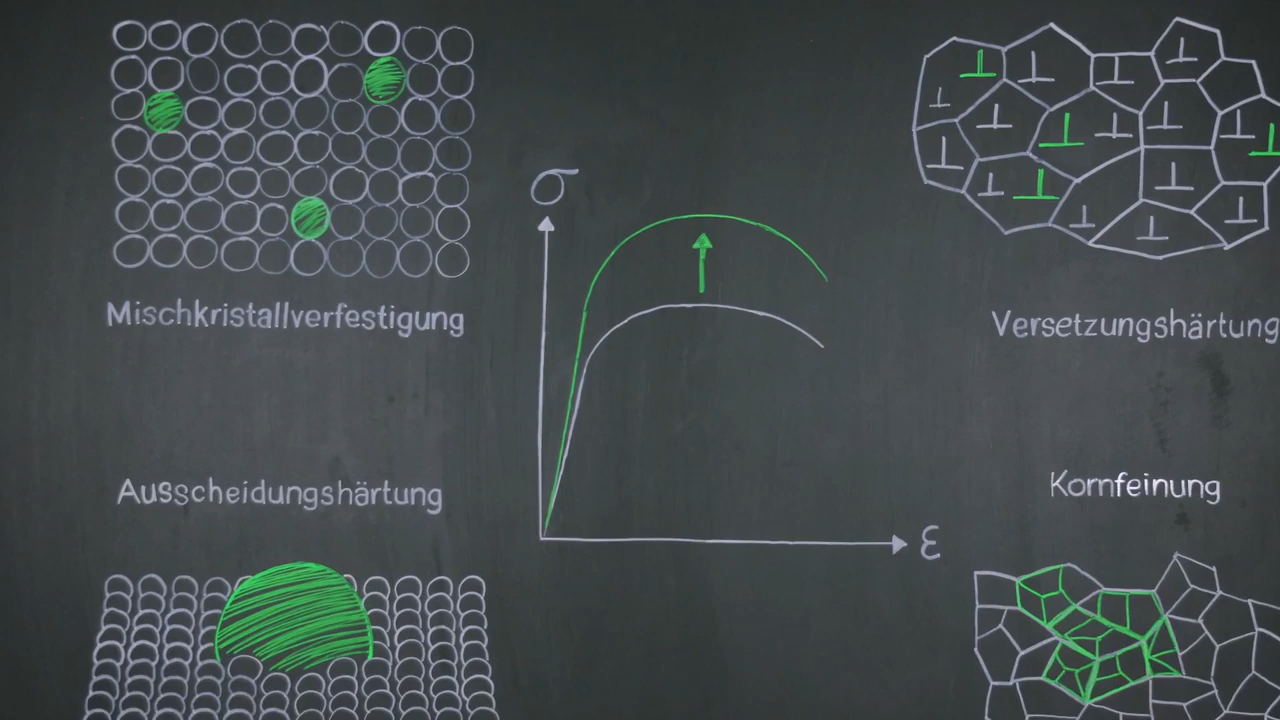 Mischkristallverfestigung
σ
ε
Versetzungshärtung
Ausscheidungshärtung
Kornfeinung